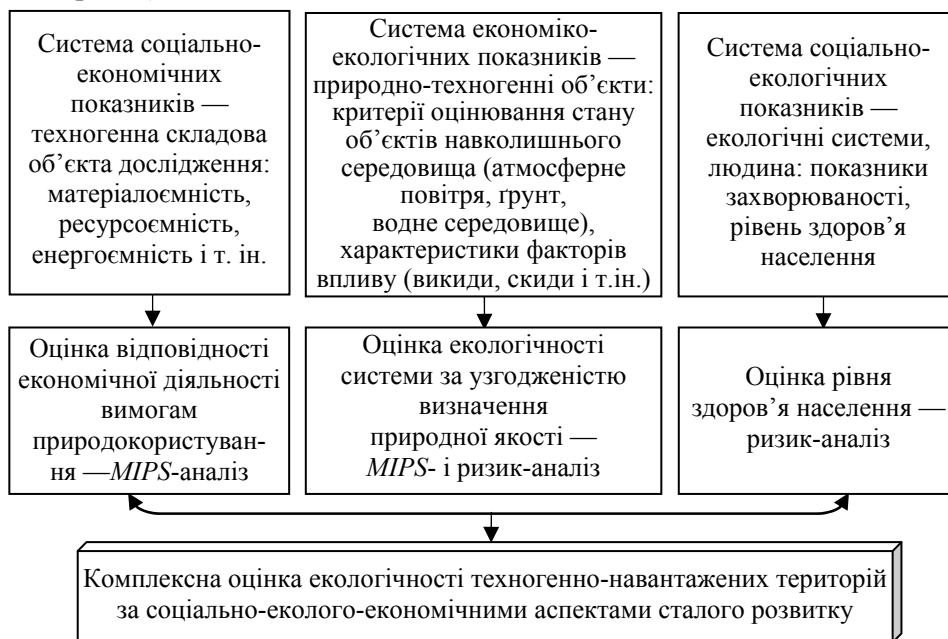 Система соціально-
економічних
показників —
техногенна складова
об’єкта дослідження:
матеріалоємність,
ресурсоємність,
енергоємність і т. ін.
Система економіко-
екологічних показників —
природно-техногенні об’єкти:
критерії оцінювання стану
об’єктів навколишнього
середовища (атмосферне
повітря, ґрунт,
водне середовище),
характеристики факторів
впливу (викиди, скиди і т.ін.)
Система соціально-
екологічних
показників —
екологічні системи,
людина: показники
захворюваності,
рівень здоров’я
населення
Оцінка відповідності
економічної діяльності
вимогам
природокористуван-
ня —MIPS-аналіз
Оцінка екологічності
системи за узгодженістю
визначення
природної якості —
MIPS- і ризик-аналіз
Оцінка рівня
здоров’я населення —
ризик-аналіз
Комплексна оцінка екологічності техногенно-навантажених територій
за соціально-еколого-економічними аспектами сталого розвитку